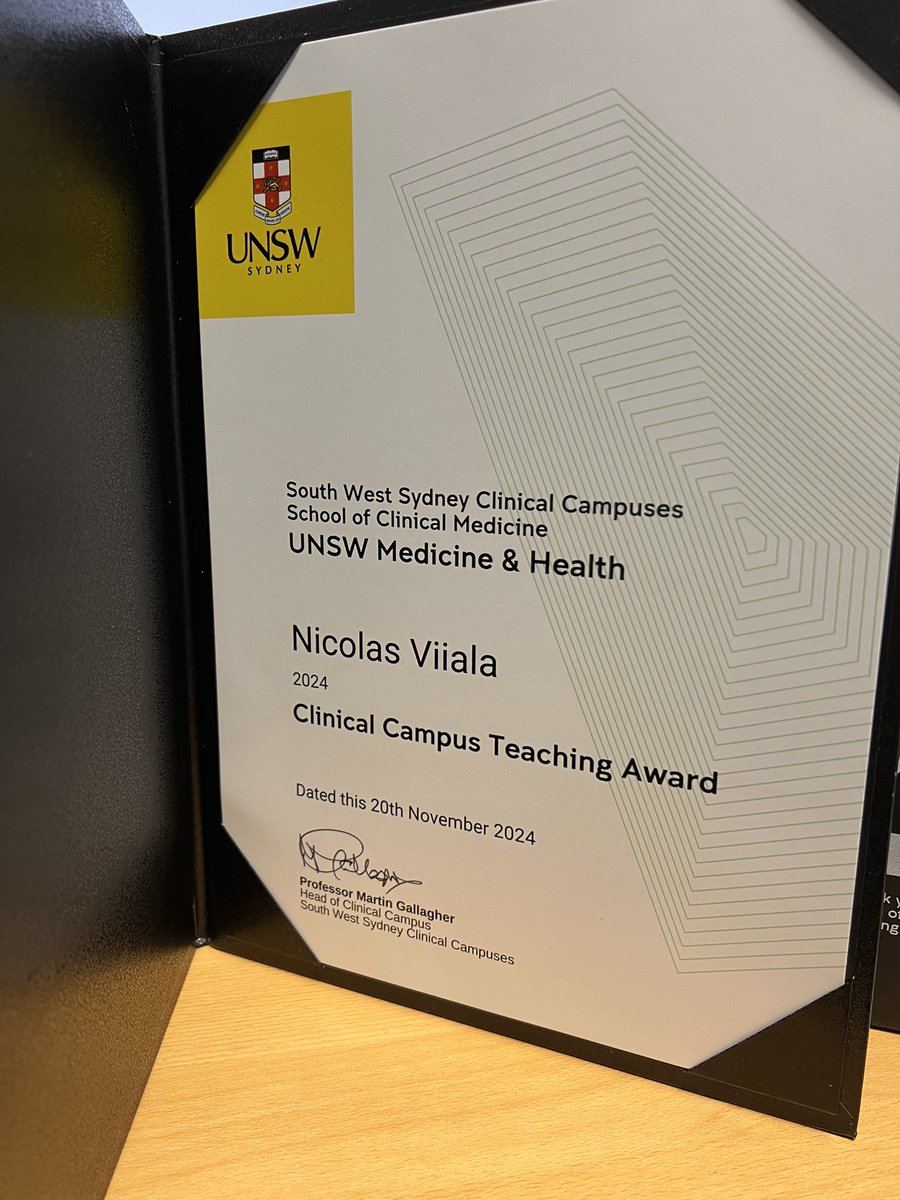 UNSW
SYDNEY
South West Sydney Clinical Campuses
School of Clinical Medicine
UNSW Medicine & Health
Nicolas Viiala
2024
Clinical Campus Teaching Award
Dated this 20th November 2024
Professor Martin Gallagher
Head of Clinical Campus
South West Sydney Clinical Campuses